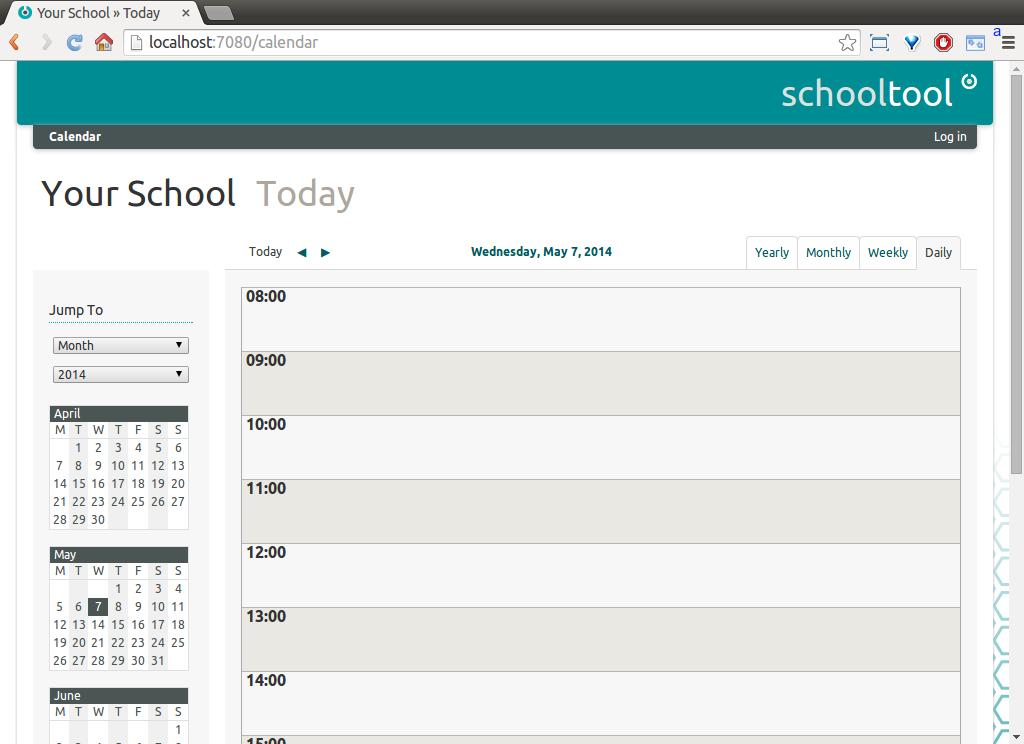 Your School » Today
localhost:7080/calendar
a
schooltool
Calendar Log in
Your School Today
Today ◀ ▶ Wednesday, May 7, 2014 Yearly Monthly Weekly Daily
Jump To
Month
2014
April
M T W T F S S
1 2 3 4 5 6
7 8 9 10 11 12 13
14 15 16 17 18 19 20
21 22 23 24 25 26 27
28 29 30
May
M T W T F S S
1 2 3 4
5 6 7 8 9 10 11
12 13 14 15 16 17 18
19 20 21 22 23 24 25
26 27 28 29 30 31
June
M T W T F S S
1
08:00
09:00
10:00
11:00
12:00
13:00
14:00
15:00